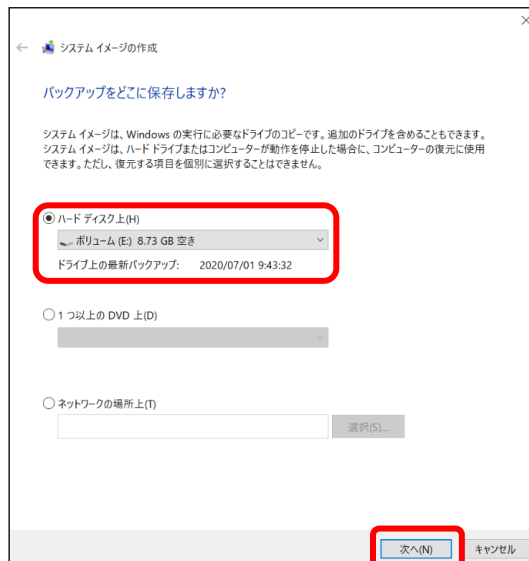 システム イメージの作成
バックアップをどこに保存しますか?
システム イメージは、Windows の実行に必要なドライブのコピーです。追加のドライブを含めることもできます。
システム イメージは、ハード ドライブまたはコンピューターが動作を停止した場合に、コンピューターの復元に使用
できます。ただし、復元する項目を個別に選択することはできません。
ハード ディスク上(H)
ボリューム (E:) 8.73 GB 空き
ドライブ上の最新バックアップ: 2020/07/01 9:43:32
1 つ以上の DVD 上(D)
ネットワークの場所上(T)
選択(S)...
次へ(N) キャンセル